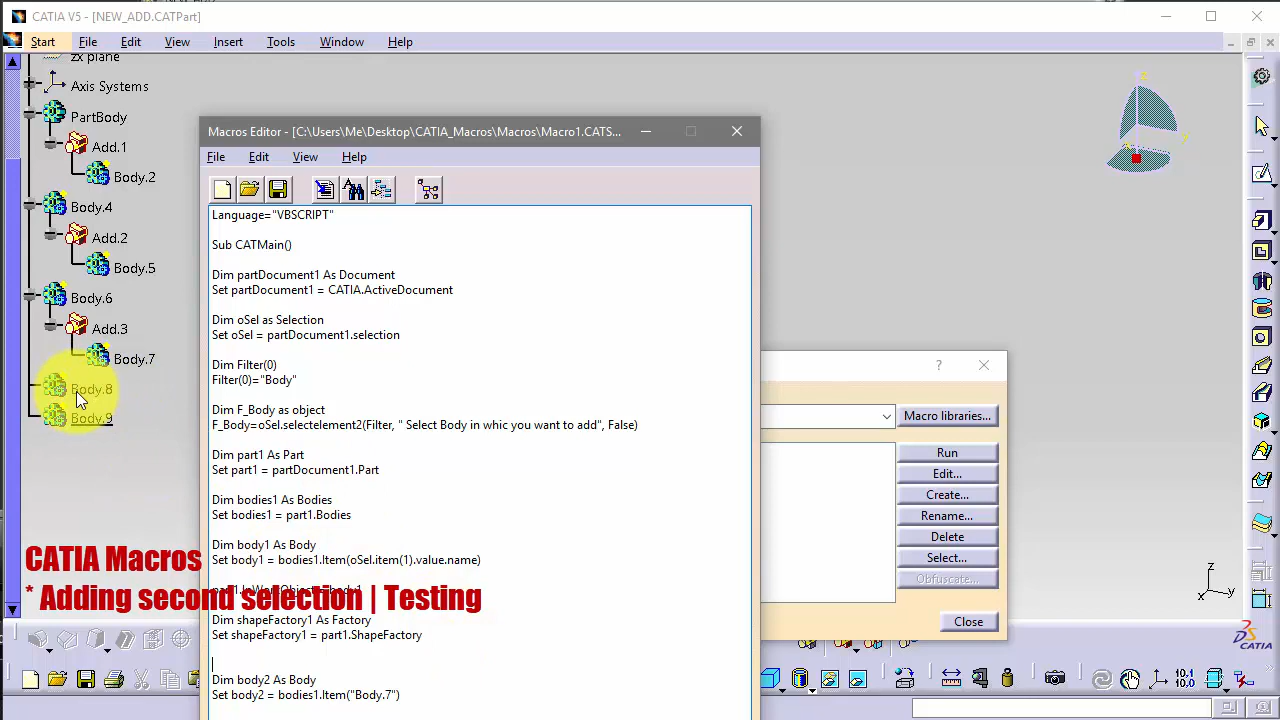 CATIA V5 - [NEW_ADD.CATPart]
Start File Edit View Insert Tools Window Help
zx plane
Axis Systems
PartBody
Add.1
Body.2
Body.4
Add.2
Body.5
Body.6
Add.3
Body.7
Body.8
Body.9
Macros Editor - [C:\Users\Me\Desktop\CATIA_Macros\Macros\Macro1.CATS...
File Edit View Help
Language="VBSCRIPT"
Sub CATMain()
Dim partDocument1 As Document
Set partDocument1 = CATIA.ActiveDocument
Dim oSel as Selection
Set oSel = partDocument1.selection
Dim Filter(0)
Filter(0)="Body"
Dim F_Body as object
F_Body=oSel.selectelement2(Filter, " Select Body in whic you want to add", False)
Dim part1 As Part
Set part1 = partDocument1.Part
Dim bodies1 As Bodies
Set bodies1 = part1.Bodies
Dim body1 As Body
Set body1 = bodies1.Item(oSel.item(1).value.name)
Dim shapeFactory1 As Factory
Set shapeFactory1 = part1.ShapeFactory
Dim body2 As Body
Set body2 = bodies1.Item("Body.7")
Macro libraries...
Run
Edit...
Create...
Rename...
Delete
Select...
Obfuscate...
Close
CATIA Macros
* Adding second selection | Testing
z
x
y
z
x
10.1
10.0
DS
CATIA